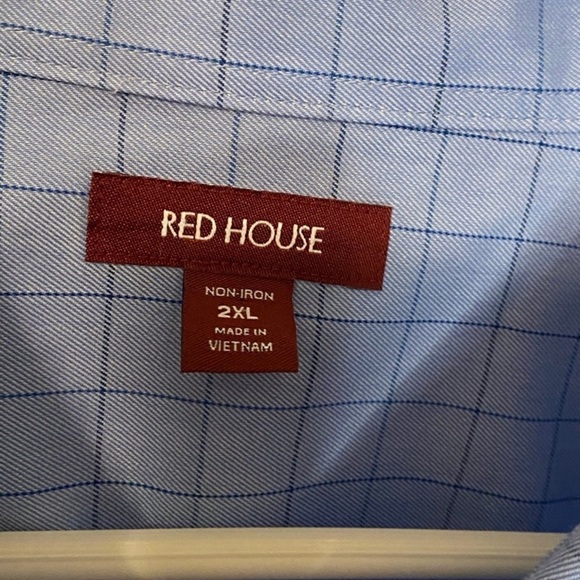 RED HOUSE
NON-IRON
2XL
MADE IN
VIETNAM